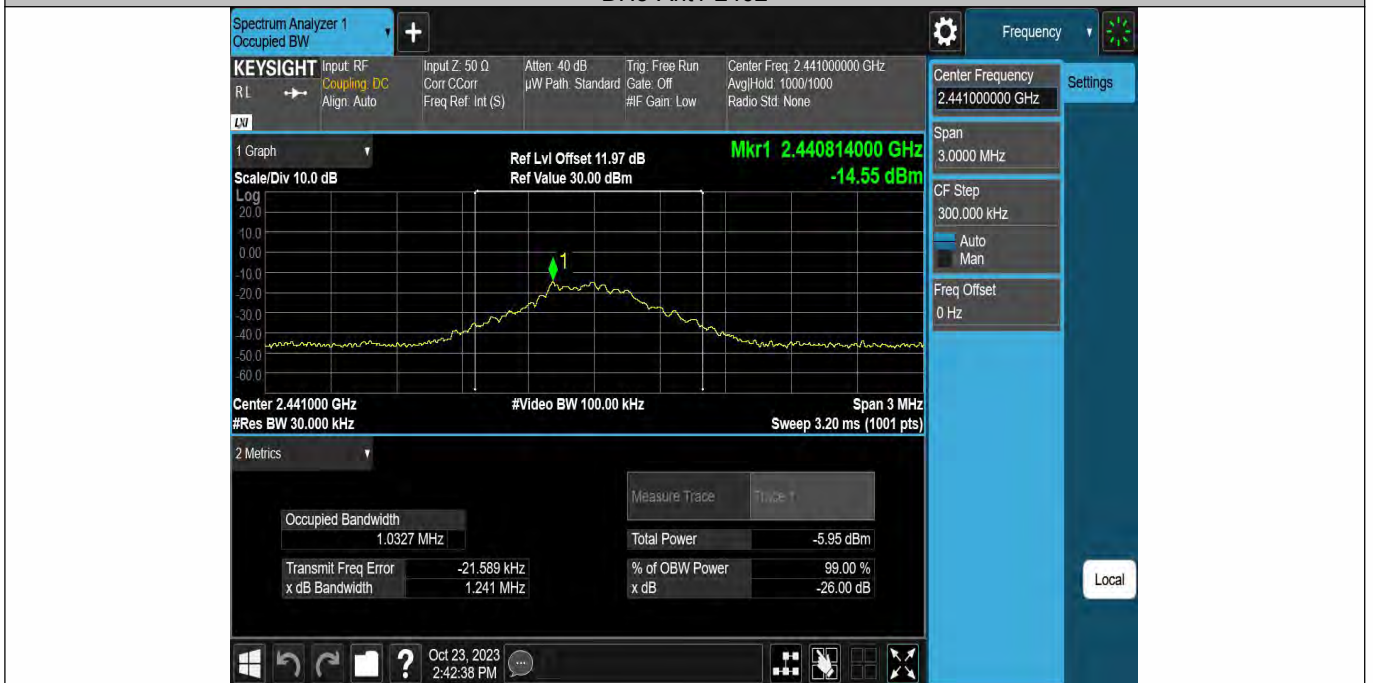 Spectrum Analyzer 1
Occupied BW
+
Frequency
KEYSIGHT Input: RF Input Z: 50 Ω Atten: 40 dB Trig: Free Run Center Freq: 2.441000000 GHz
RL Coupling: DC Corr CCorr µW Path: Standard Gate: Off Avg|Hold: 1000/1000
Align: Auto Freq Ref: Int (S) #IF Gain: Low Radio Std: None
LXI
Center Frequency
2.441000000 GHz
Settings
Span
3.0000 MHz
CF Step
300.000 kHz
Auto
Man
Freq Offset
0 Hz
Local
1 Graph
Scale/Div 10.0 dB
Ref Lvl Offset 11.97 dB
Ref Value 30.00 dBm
Mkr1 2.440814000 GHz
-14.55 dBm
Log
20.0
10.0
0.00
-10.0
-20.0
-30.0
-40.0
-50.0
-60.0
1
Center 2.441000 GHz #Video BW 100.00 kHz Span 3 MHz
#Res BW 30.000 kHz Sweep 3.20 ms (1001 pts)
2 Metrics
Measure Trace Trace 1
Occupied Bandwidth
1.0327 MHz
Total Power -5.95 dBm
Transmit Freq Error -21.589 kHz % of OBW Power 99.00 %
x dB Bandwidth 1.241 MHz x dB -26.00 dB
? Oct 23, 2023
2:42:38 PM